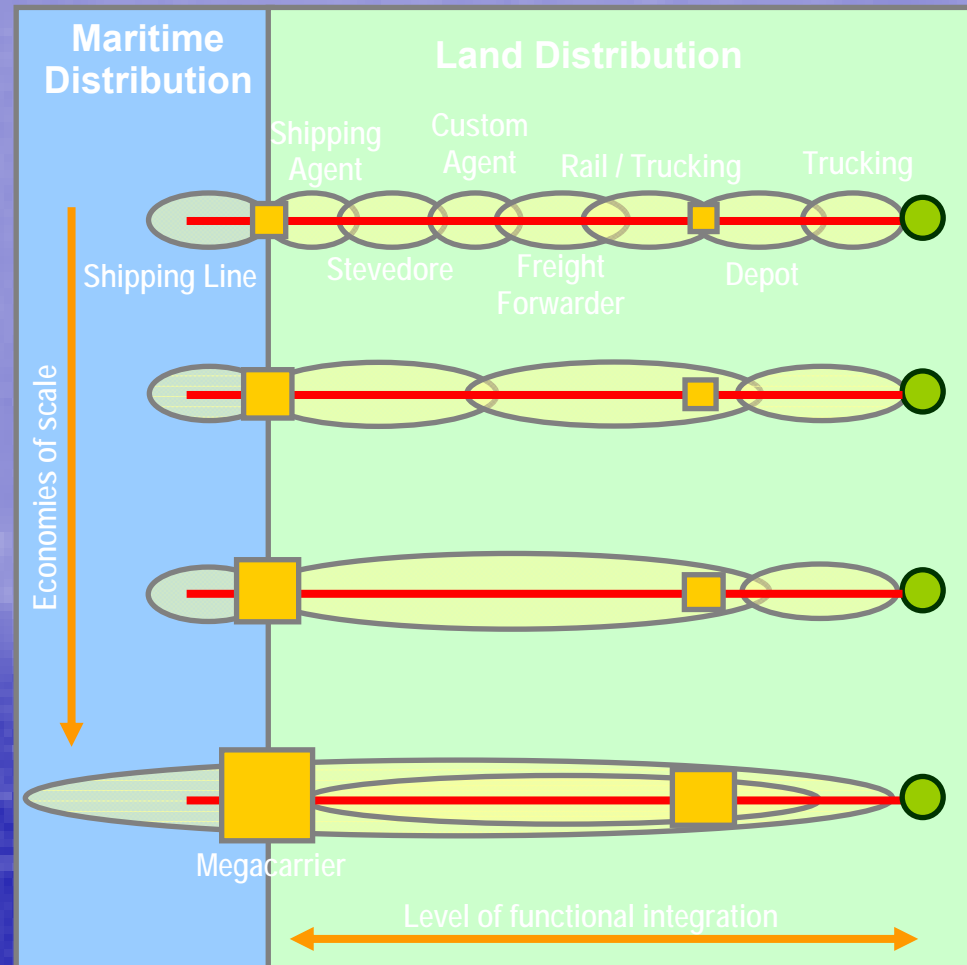 Maritime
Distribution
Land Distribution
Shipping
Agent
Custom
Agent
Rail / Trucking
Trucking
Shipping Line
Stevedore
Freight
Forwarder
Depot
Economies of scale
Megacarrier
Level of functional integration